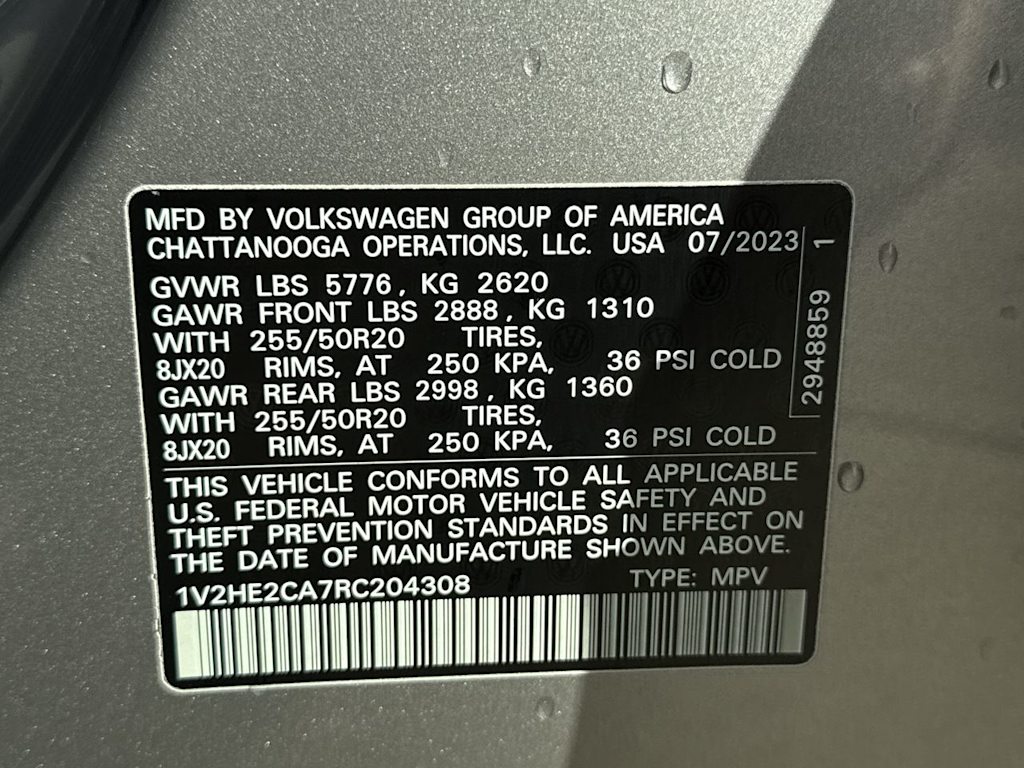 MFD BY VOLKSWAGEN GROUP OF AMERICA
CHATTANOOGA OPERATIONS, LLC. USA 07/2023
GVWR LBS 5776, KG 2620
GAWR FRONT LBS 2888, KG 1310
WITH 255/50R20 TIRES,
8JX20 RIMS, AT 250 KPA, 36 PSI COLD
GAWR REAR LBS 2998, KG 1360
WITH 255/50R20 TIRES,
8JX20 RIMS, AT 250 KPA, 36 PSI COLD
2948859 1
THIS VEHICLE CONFORMS TO ALL APPLICABLE
U.S. FEDERAL MOTOR VEHICLE SAFETY AND
THEFT PREVENTION STANDARDS IN EFFECT ON
THE DATE OF MANUFACTURE SHOWN ABOVE.
1V2HE2CA7RC204308 TYPE: MPV